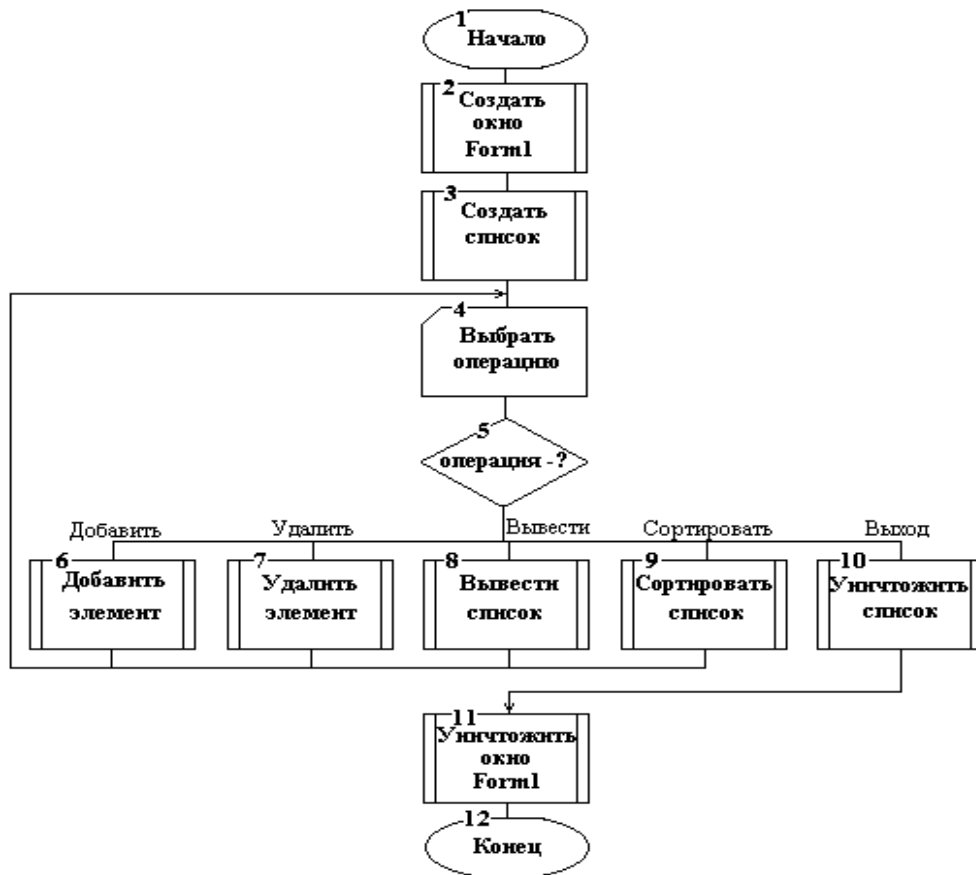 1
Начало
2
Создать
окно
Form1
3
Создать
список
4
Выбрать
операцию
5
операция -?
Добавить
Удалить
Вывести
Сортировать
Выход
6
Добавить
элемент
7
Удалить
элемент
8
Вывести
список
9
Сортировать
список
10
Уничтожить
список
11
Уничтожить
окно
Form1
12
Конец